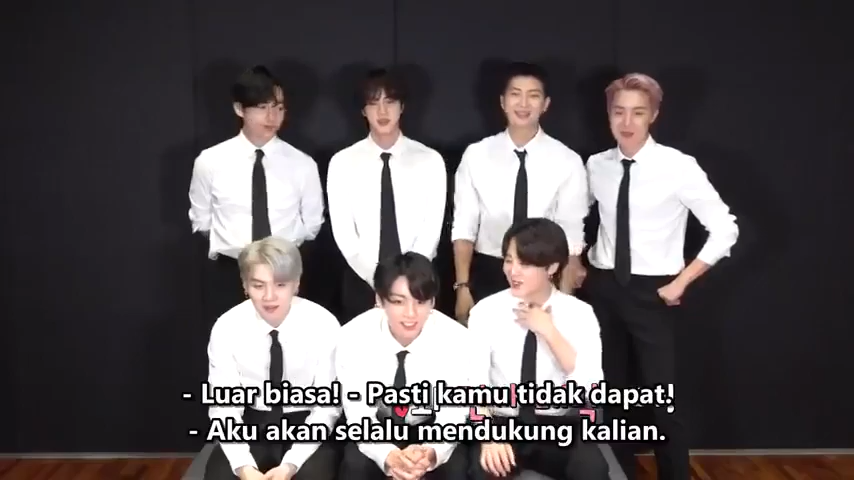 - Luar biasa! - Pasti kamu tidak dapat!
- Aku akan selalu mendukung kalian.